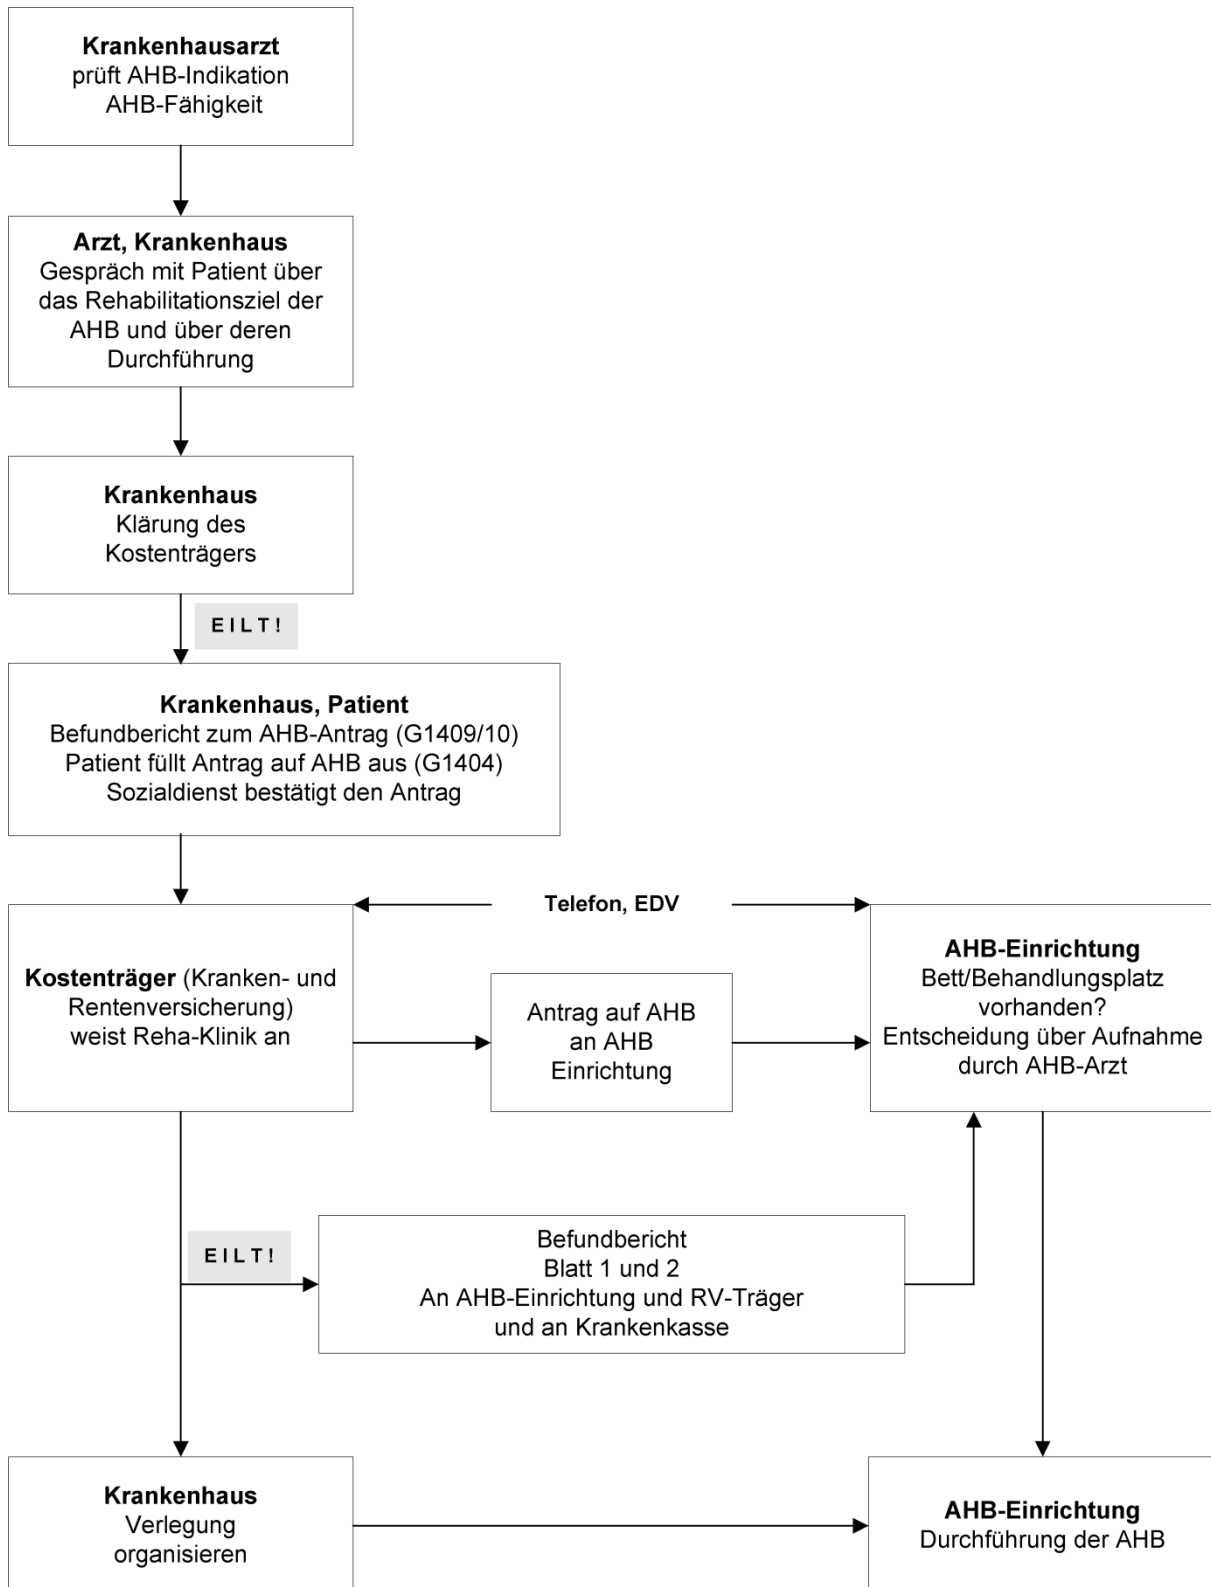 Krankenhausarzt
prüft AHB-Indikation
AHB-Fähigkeit
Arzt, Krankenhaus
Gespräch mit Patient über
das Rehabilitationsziel der
AHB und über deren
Durchführung
Krankenhaus
Klärung des
Kostenträgers
E I L T !
Krankenhaus, Patient
Befundbericht zum AHB-Antrag (G1409/10)
Patient füllt Antrag auf AHB aus (G1404)
Sozialdienst bestätigt den Antrag
Telefon, EDV
Kostenträger (Kranken- und
Rentenversicherung)
weist Reha-Klinik an
Antrag auf AHB
an AHB
Einrichtung
AHB-Einrichtung
Bett/Behandlungsplatz
vorhanden?
Entscheidung über Aufnahme
durch AHB-Arzt
E I L T !
Befundbericht
Blatt 1 und 2
An AHB-Einrichtung und RV-Träger
und an Krankenkasse
Krankenhaus
Verlegung
organisieren
AHB-Einrichtung
Durchführung der AHB